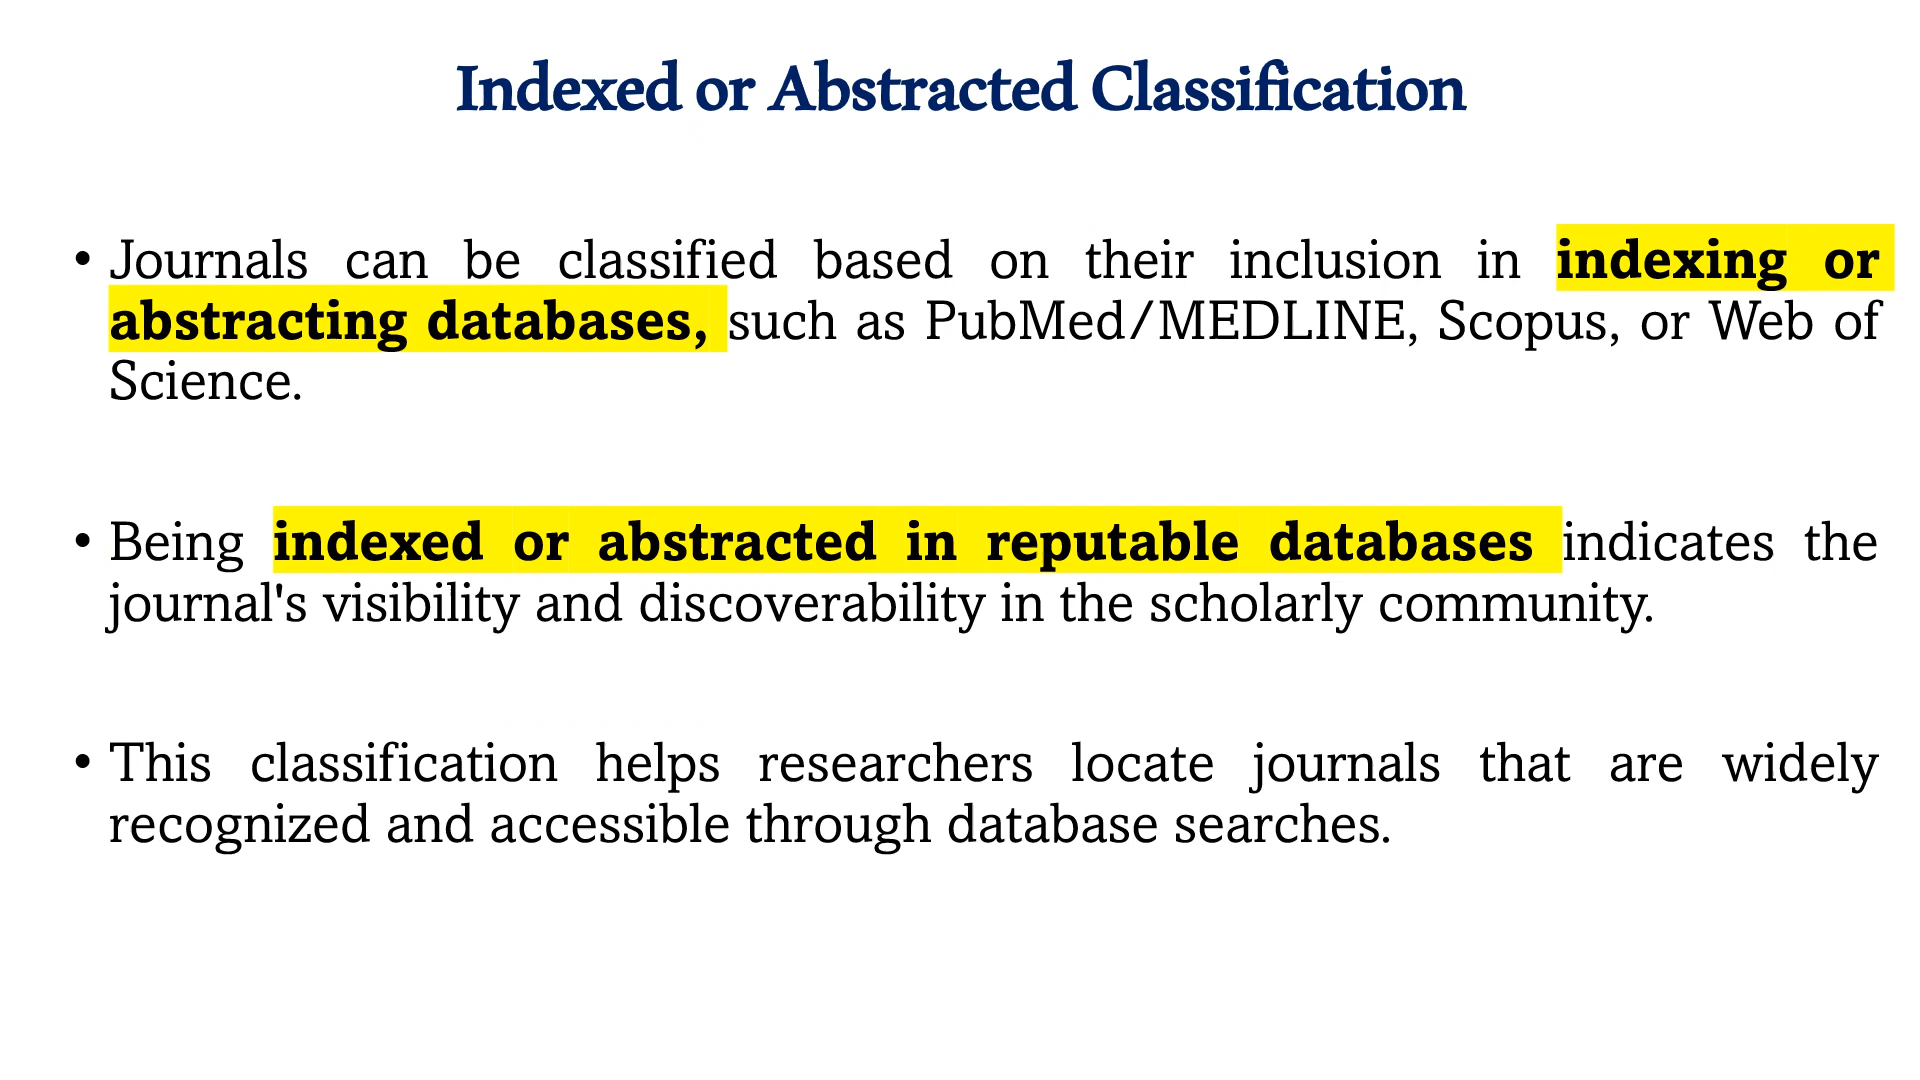 Indexed or Abstracted Classification
• Journals can be classified based on their inclusion in indexing or
abstracting databases, such as PubMed/MEDLINE, Scopus, or Web of
Science.
• Being indexed or abstracted in reputable databases indicates the
journal's visibility and discoverability in the scholarly community.
• This classification helps researchers locate journals that are widely
recognized and accessible through database searches.